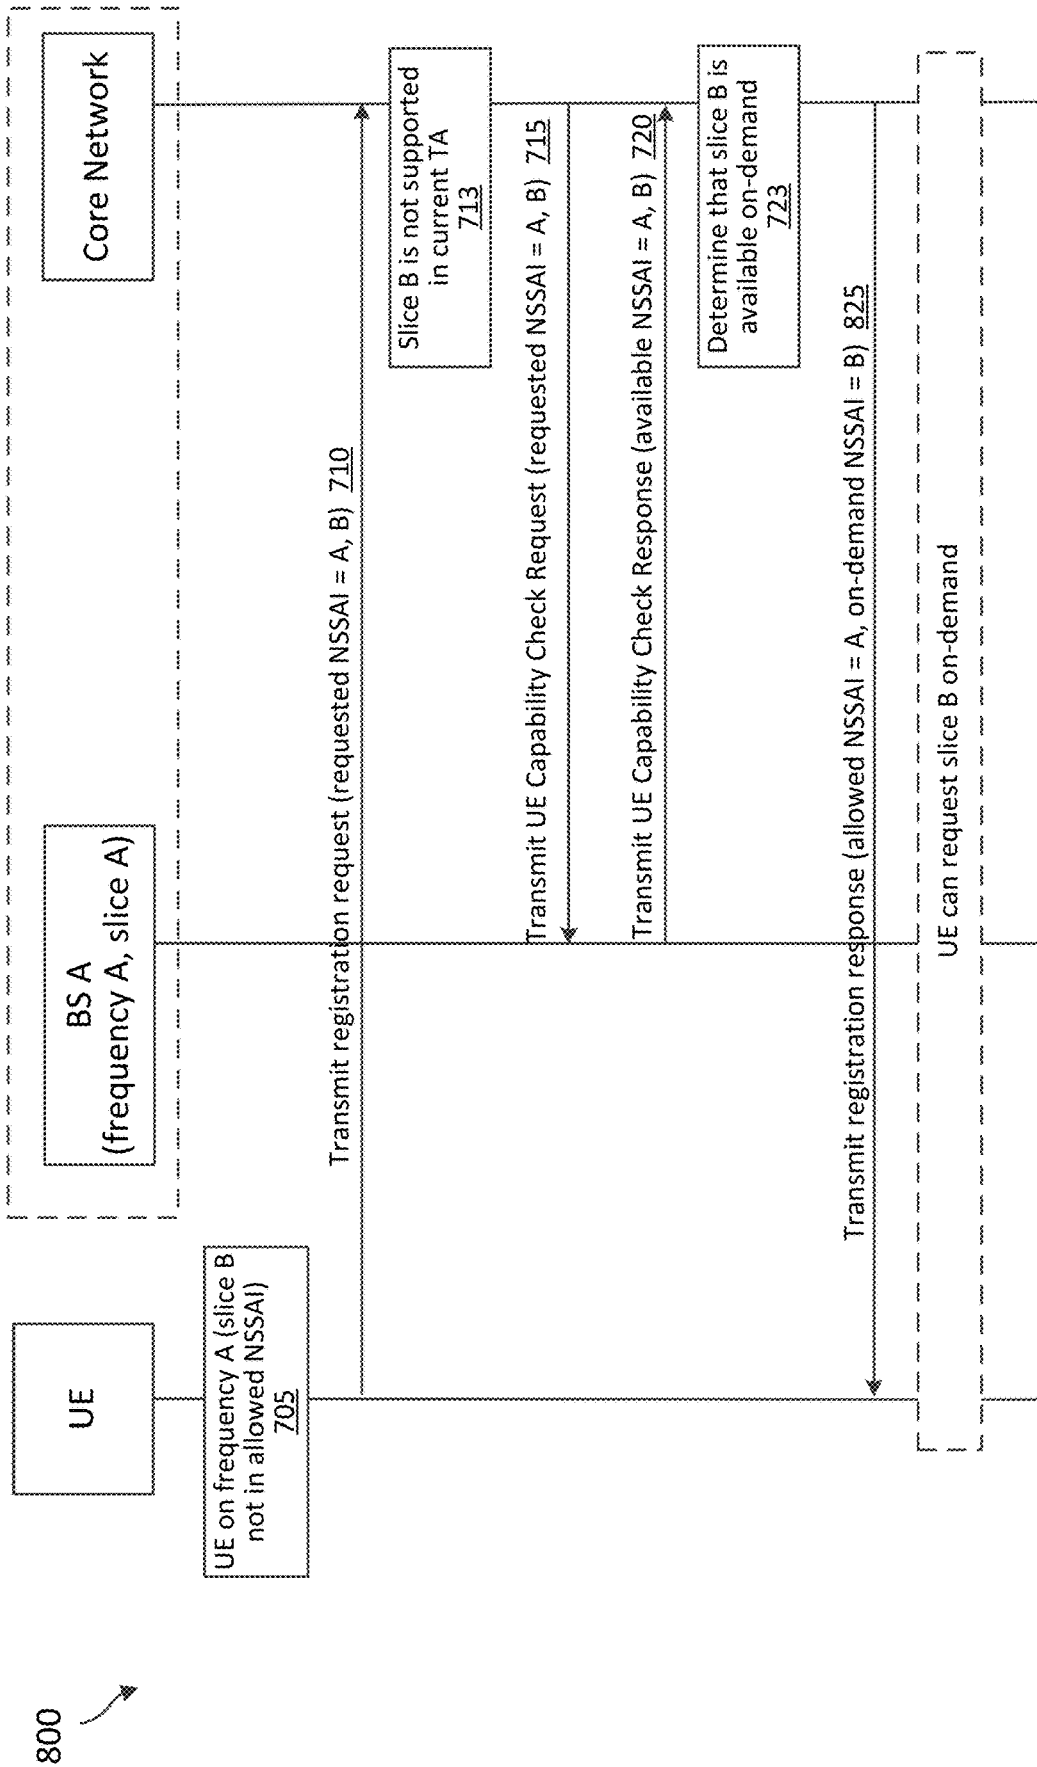 800
UE
BS A
(frequency A, slice A)
Core Network
UE on frequency A (slice B
not in allowed NSSAI)
705
Transmit registration request (requested NSSAI = A, B) 710
Slice B is not supported
in current TA
713
Transmit UE Capability Check Request (requested NSSAI = A, B) 715
Transmit UE Capability Check Response (available NSSAI = A, B) 720
Determine that slice B is
available on-demand
723
Transmit registration response (allowed NSSAI = A, on-demand NSSAI = B) 825
UE can request slice B on-demand